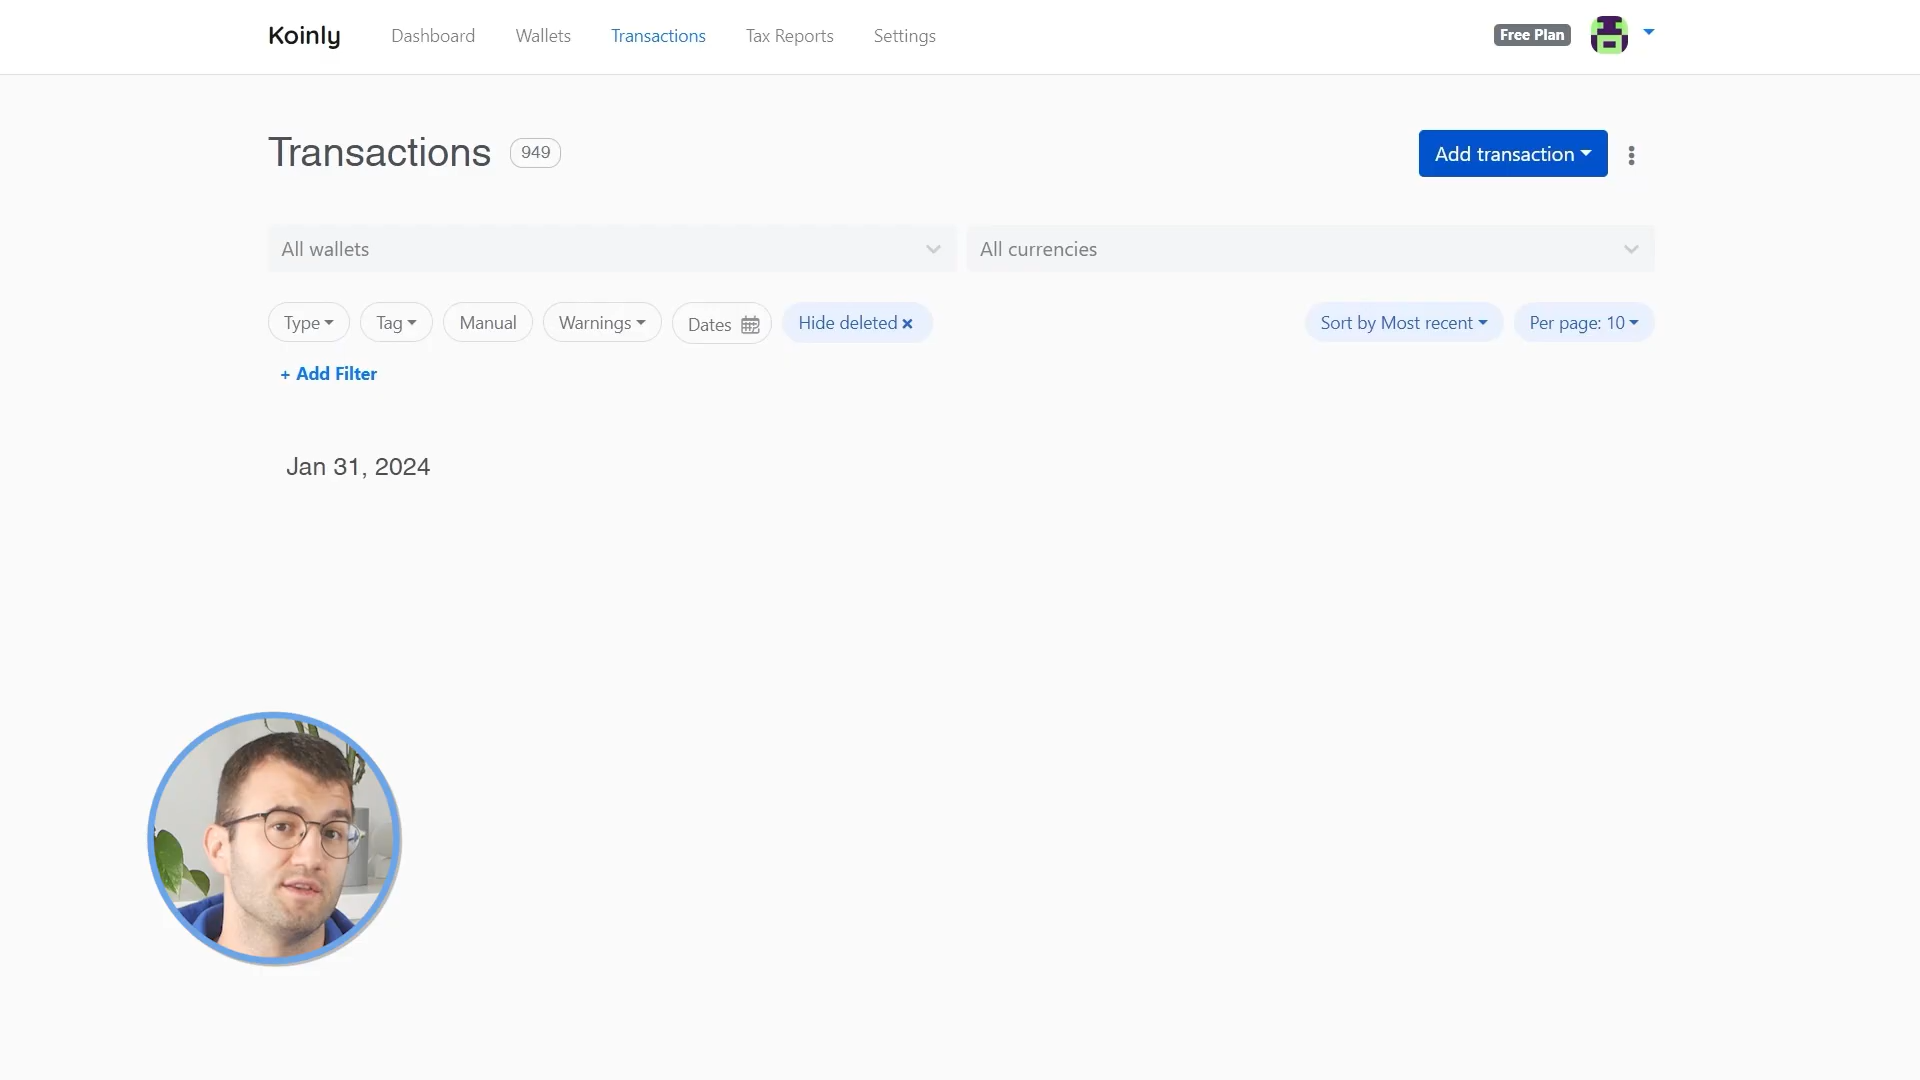 Koinly Dashboard Wallets Transactions Tax Reports Settings Free Plan
Transactions 949 Add transaction
All wallets All currencies
Type Tag Manual Warnings Dates Hide deleted × Sort by Most recent Per page: 10
+ Add Filter
Jan 31, 2024